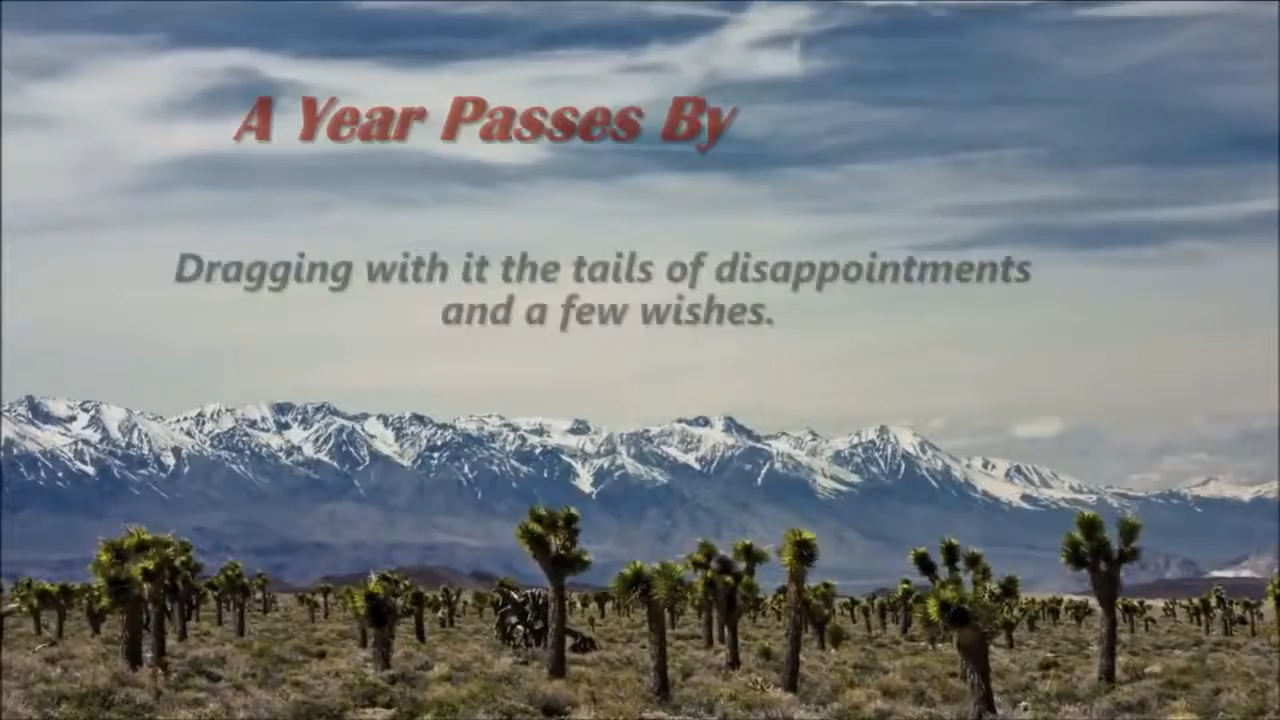 A Year Passes By
Dragging with it the tails of disappointments
and a few wishes.